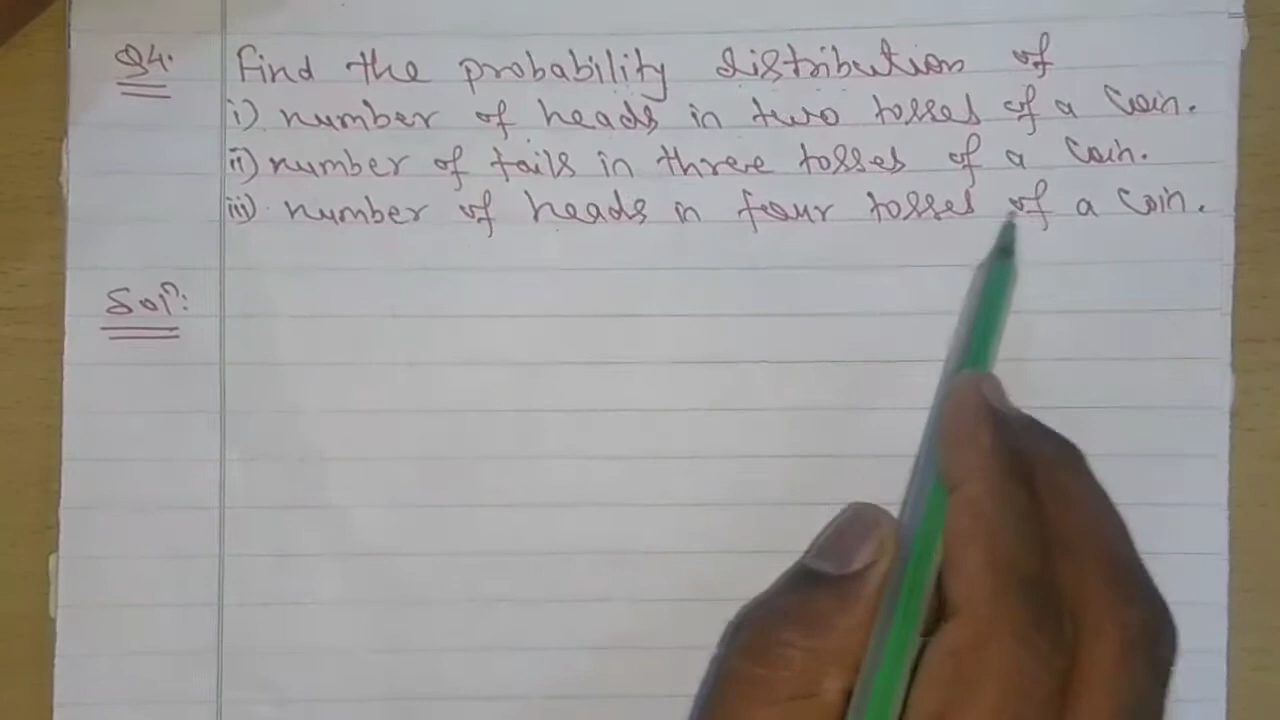 Q4. Find the probability distribution of
i) number of heads in two tosses of a coin.
ii) number of tails in three tosses of a coin.
iii) number of heads in four tosses of a coin.
Solⁿ: